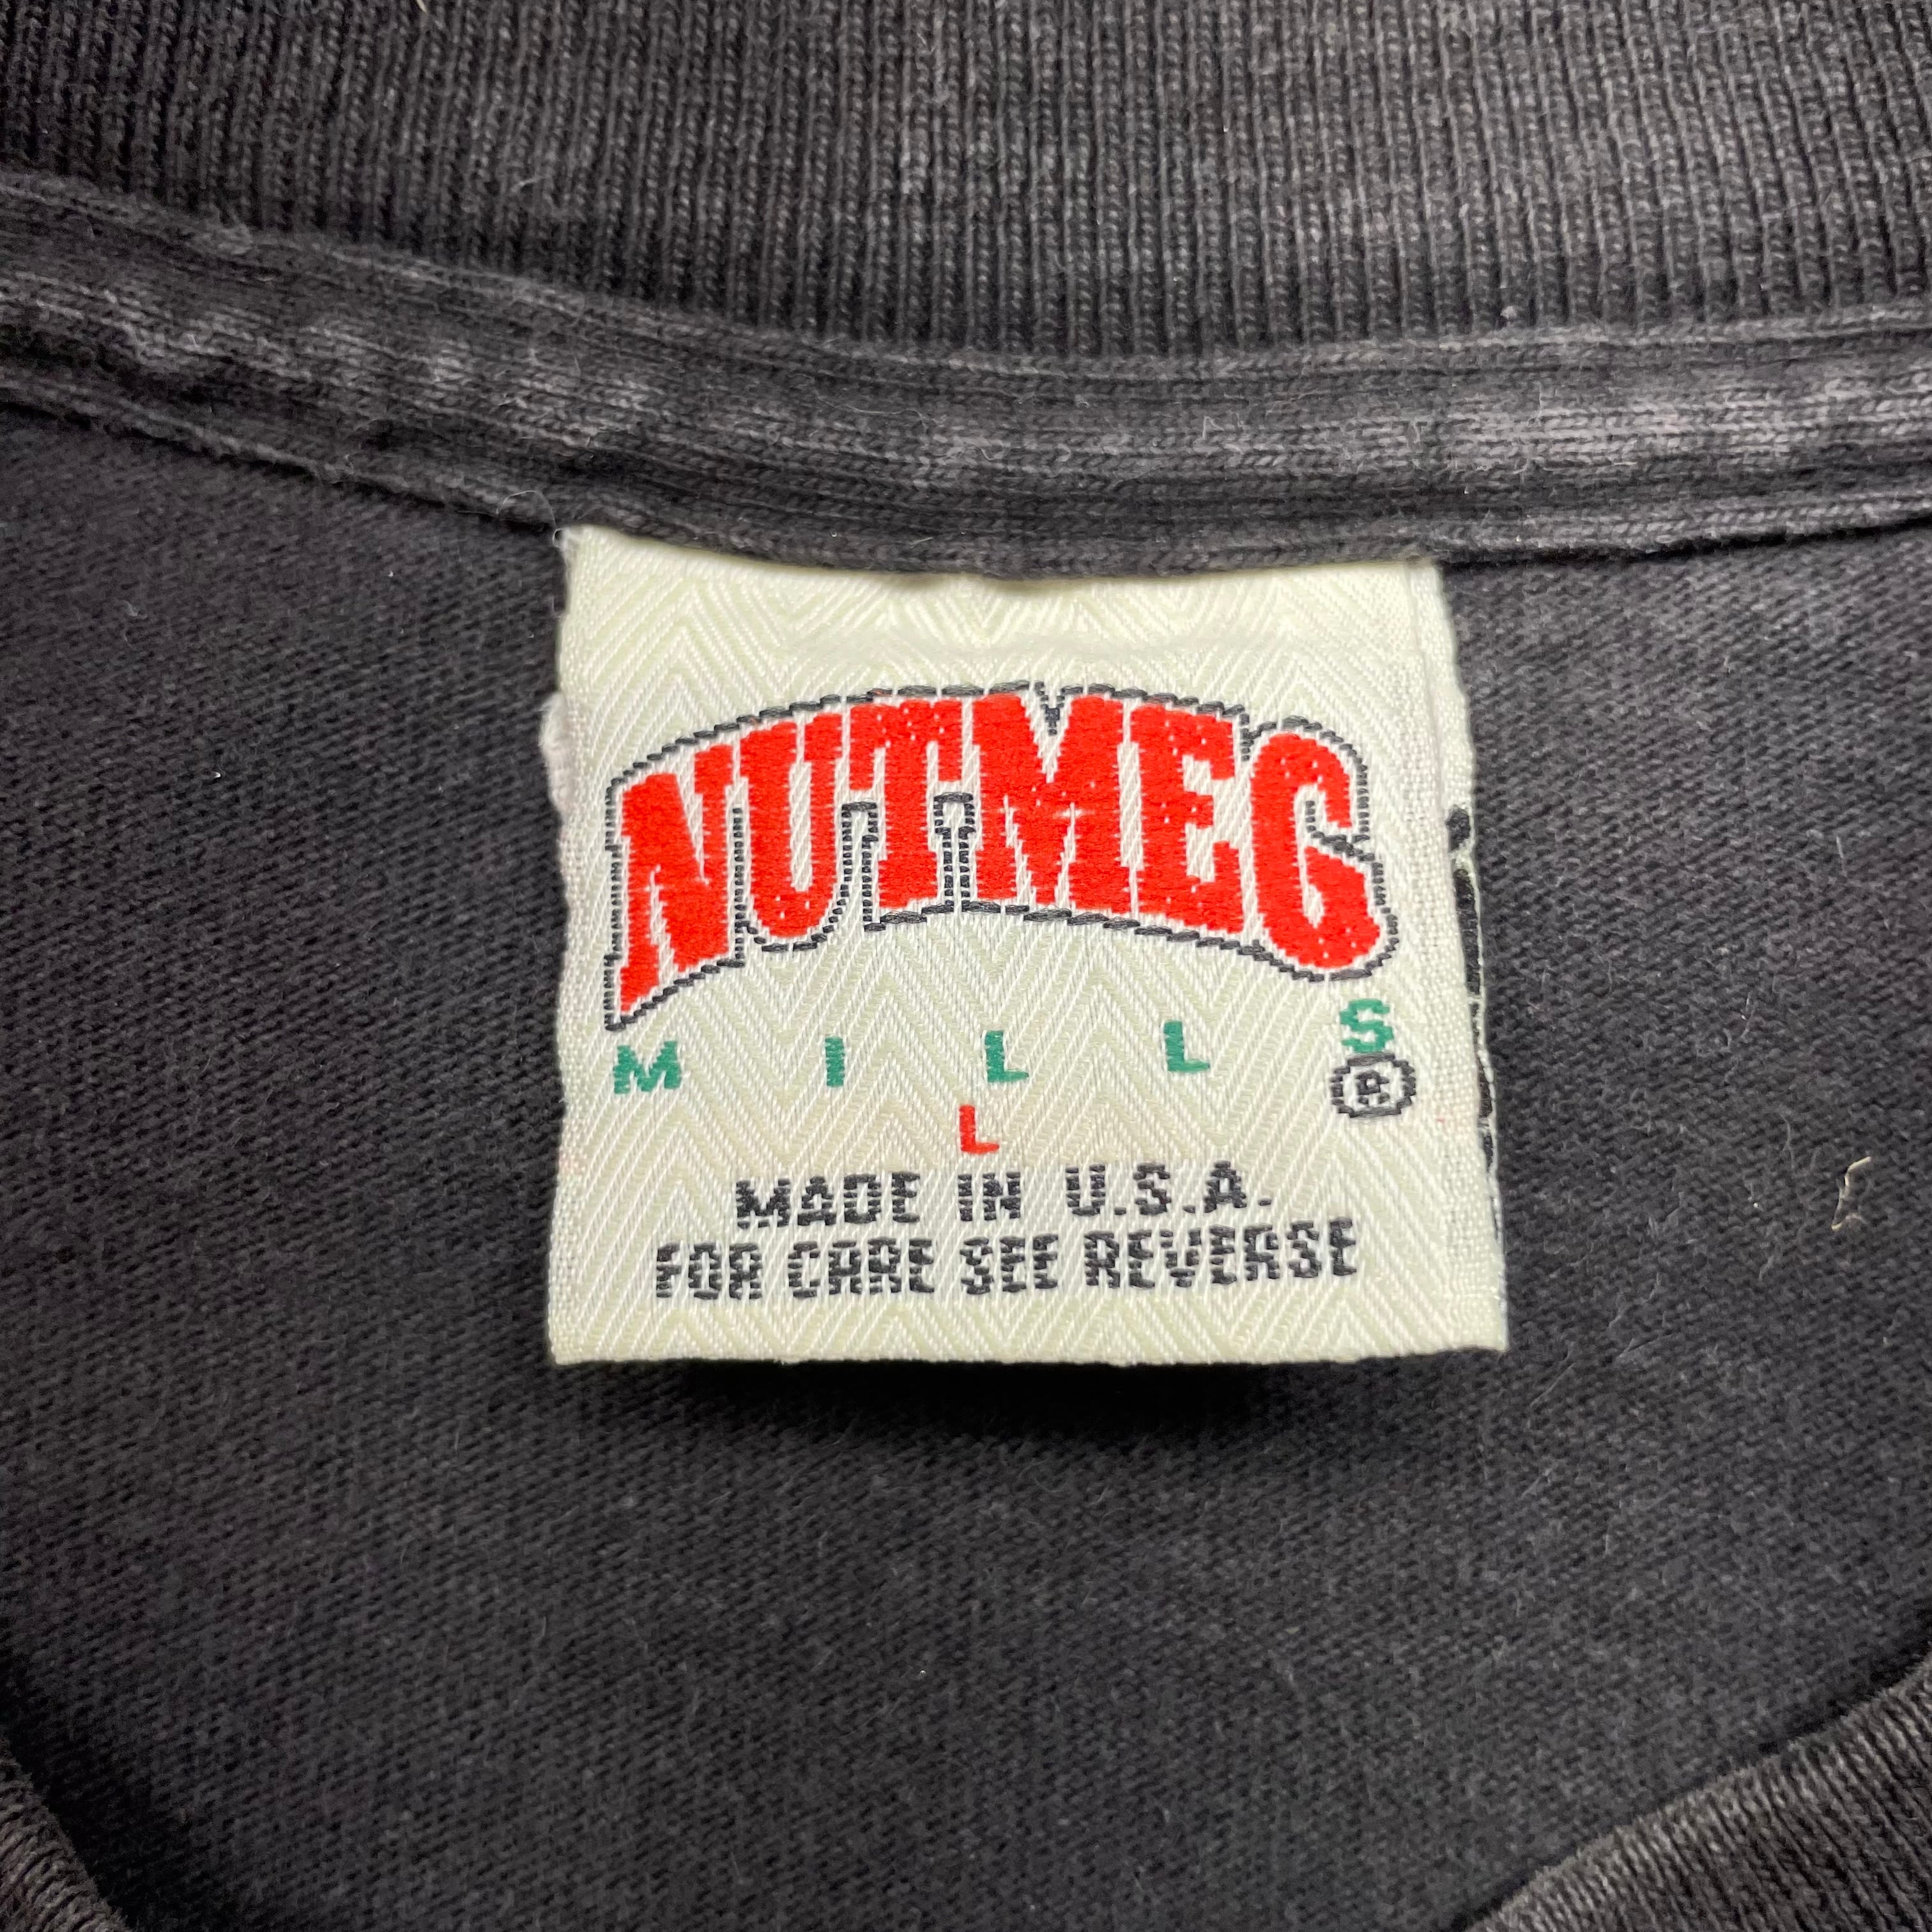 NUTMEG
MILLS
®
L
MADE IN U.S.A.
FOR CARE SEE REVERSE